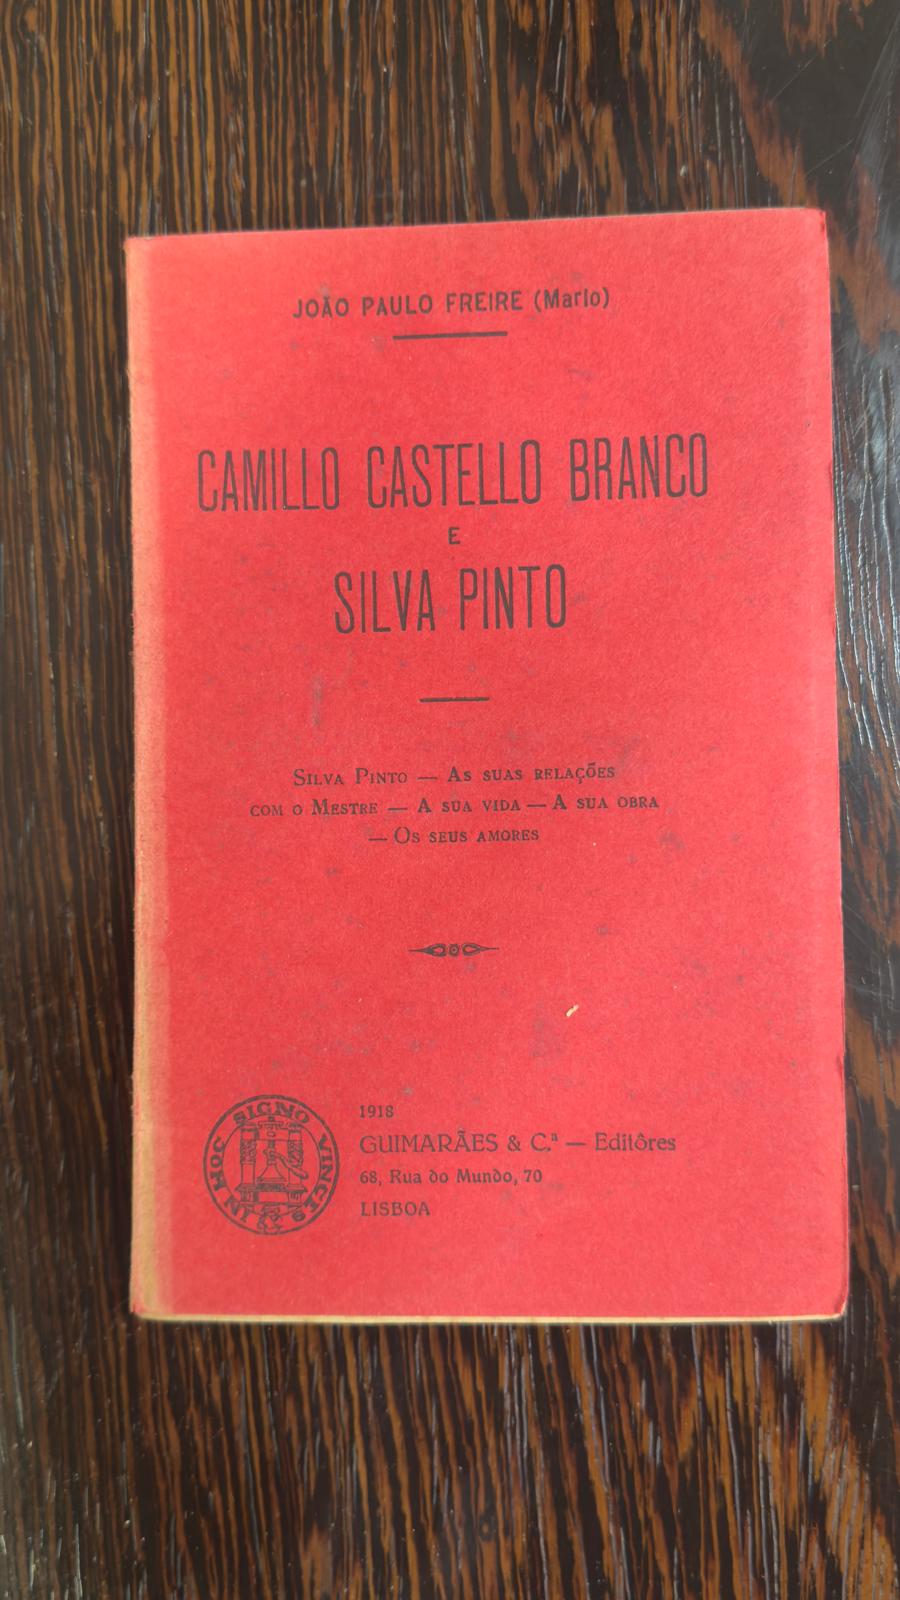 JOÃO PAULO FREIRE (Mario)
CAMILLO CASTELLO BRANCO
E
SILVA PINTO
SILVA PINTO — AS SUAS RELAÇÕES
COM O MESTRE — A SUA VIDA — A SUA OBRA
— OS SEUS AMORES
IN HOC SIGNO VINCES
1918
GUIMARÃES & C.ª — Editôres
68, Rua do Mundo, 70
LISBOA